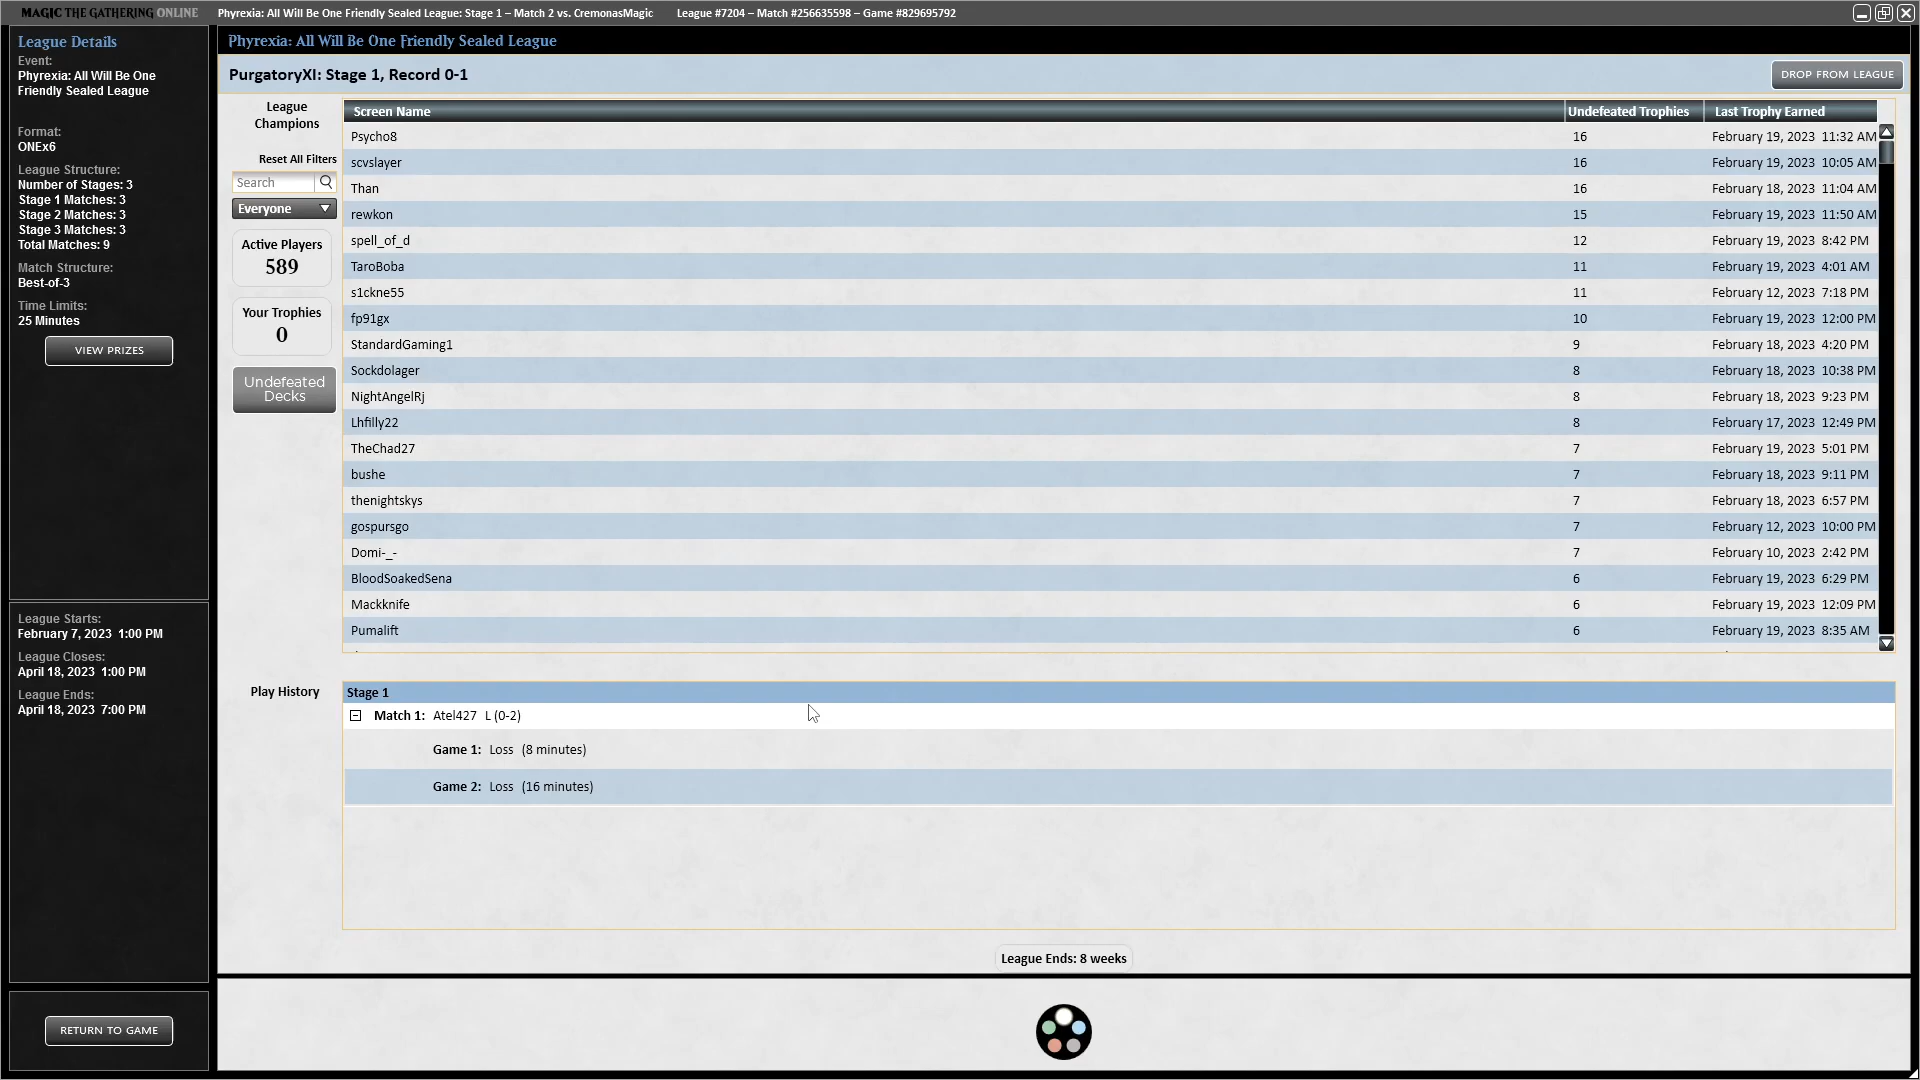 MAGIC THE GATHERING ONLINE
Phyrexia: All Will Be One Friendly Sealed League: Stage 1 – Match 2 vs. CremonasMagic League #7204 – Match #256635598 – Game #829695792
League Details
Event:
Phyrexia: All Will Be One
Friendly Sealed League
Format:
ONEx6
League Structure:
Number of Stages: 3
Stage 1 Matches: 3
Stage 2 Matches: 3
Stage 3 Matches: 3
Total Matches: 9
Match Structure:
Best-of-3
Time Limits:
25 Minutes
VIEW PRIZES
League Starts:
February 7, 2023 1:00 PM
League Closes:
April 18, 2023 1:00 PM
League Ends:
April 18, 2023 7:00 PM
RETURN TO GAME
Phyrexia: All Will Be One Friendly Sealed League
PurgatoryXI: Stage 1, Record 0-1
DROP FROM LEAGUE
League
Champions
Reset All Filters
Search
Everyone
Active Players
589
Your Trophies
0
Undefeated
Decks
Screen Name Undefeated Trophies Last Trophy Earned
Psycho8 16 February 19, 2023 11:32 AM
scvslayer 16 February 19, 2023 10:05 AM
Than 16 February 18, 2023 11:04 AM
rewkon 15 February 19, 2023 11:50 AM
spell_of_d 12 February 19, 2023 8:42 PM
TaroBoba 11 February 19, 2023 4:01 AM
s1ckne55 11 February 12, 2023 7:18 PM
fp91gx 10 February 19, 2023 12:00 PM
StandardGaming1 9 February 18, 2023 4:20 PM
Sockdolager 8 February 18, 2023 10:38 PM
NightAngelRj 8 February 18, 2023 9:23 PM
Lhfilly22 8 February 17, 2023 12:49 PM
TheChad27 7 February 19, 2023 5:01 PM
bushe 7 February 18, 2023 9:11 PM
thenightskys 7 February 18, 2023 6:57 PM
gospursgo 7 February 12, 2023 10:00 PM
Domi-_- 7 February 10, 2023 2:42 PM
BloodSoakedSena 6 February 19, 2023 6:29 PM
Mackknife 6 February 19, 2023 12:09 PM
Pumalift 6 February 19, 2023 8:35 AM
Play History
Stage 1
Match 1: Atel427 L (0-2)
Game 1: Loss (8 minutes)
Game 2: Loss (16 minutes)
League Ends: 8 weeks